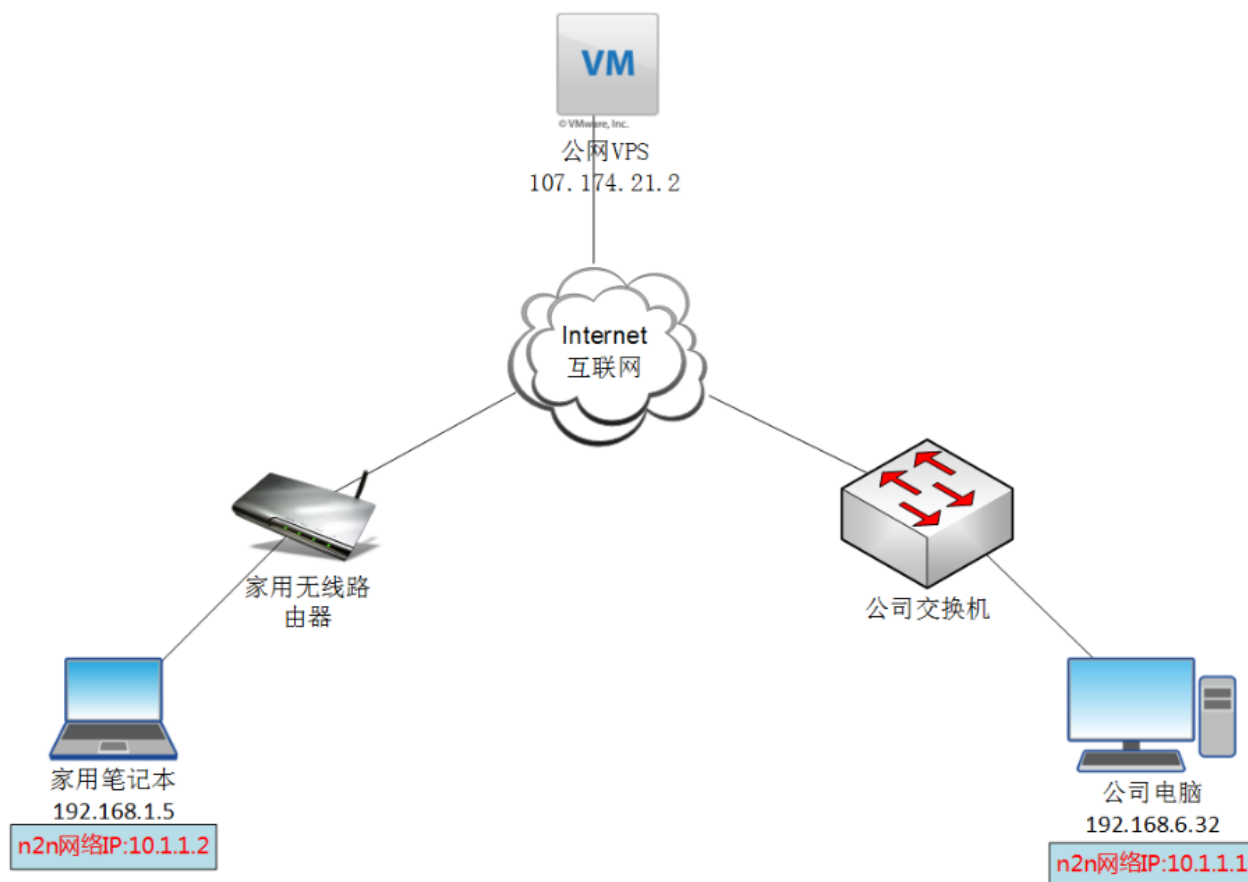 VM
© VMware, Inc.
公网VPS
107.174.21.2
Internet
互联网
家用无线路
由器
公司交换机
家用笔记本
192.168.1.5
n2n网络IP:10.1.1.2
公司电脑
192.168.6.32
n2n网络IP:10.1.1.1